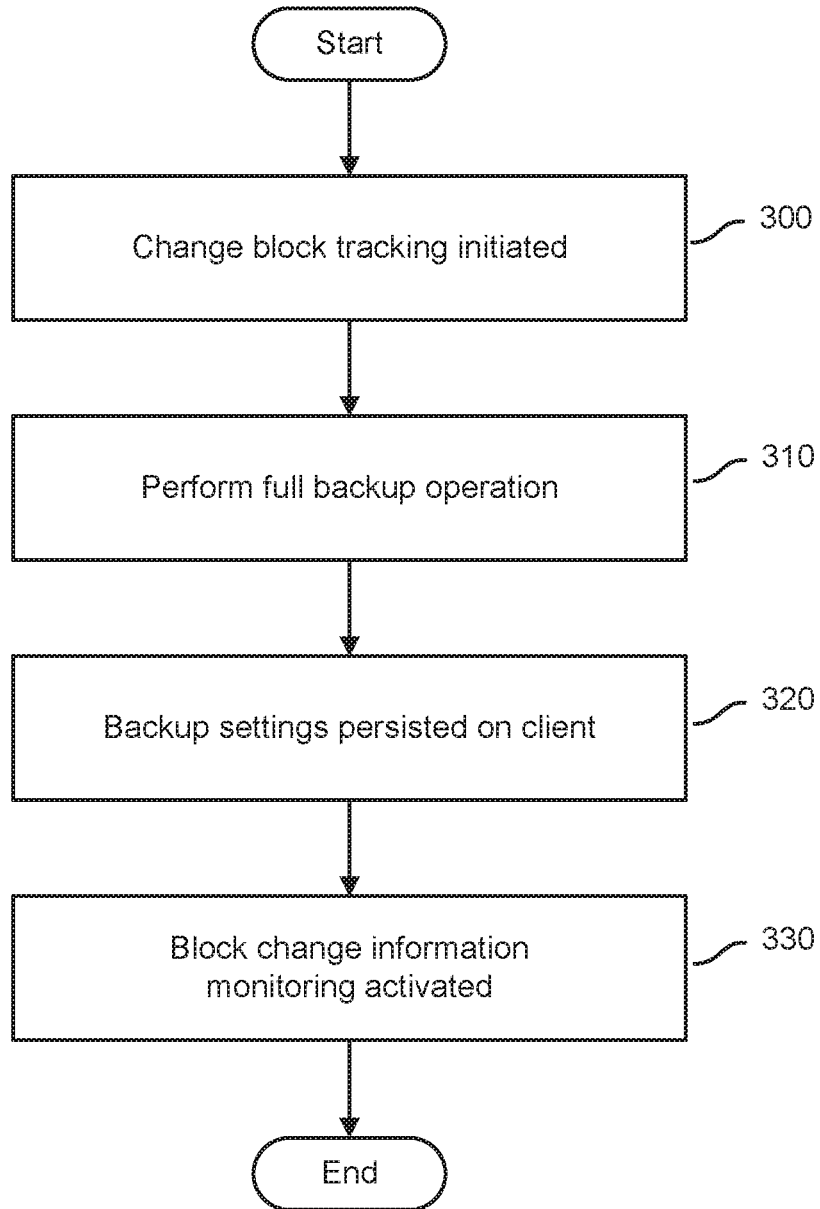 Start
Change block tracking initiated
300
Perform full backup operation
310
Backup settings persisted on client
320
Block change information
monitoring activated
330
End